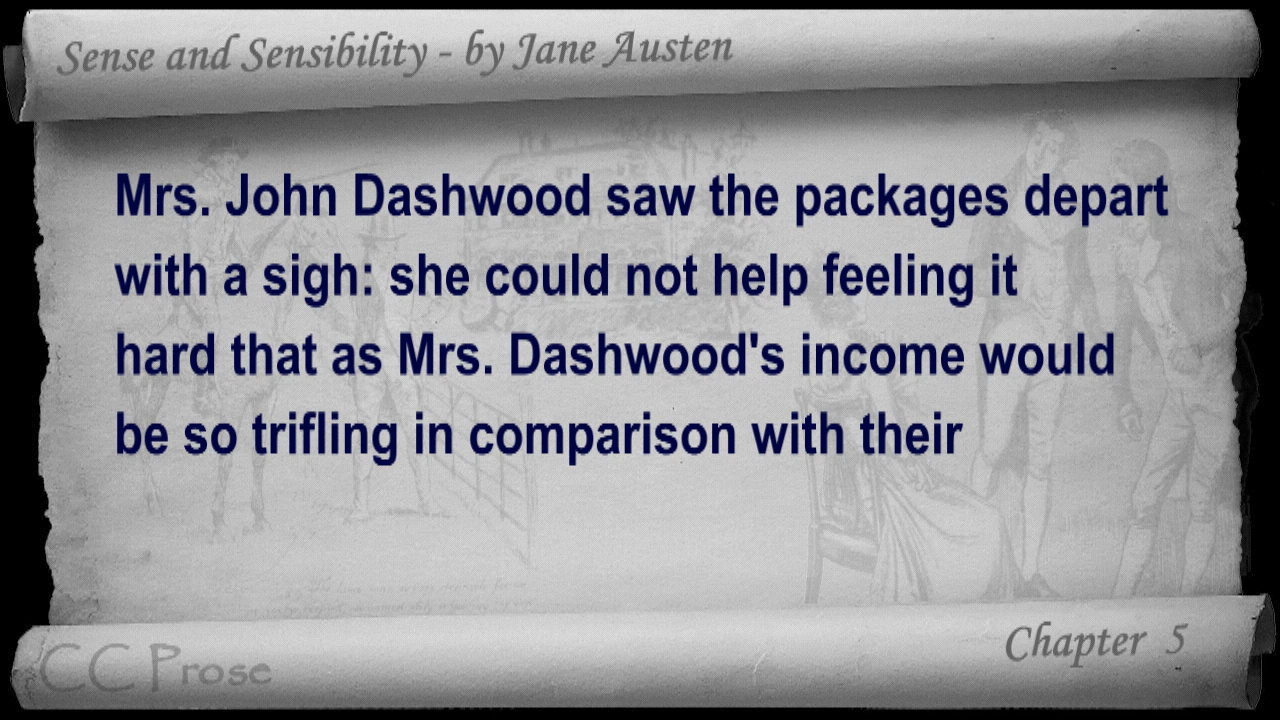 Sense and Sensibility - by Jane Austen
Mrs. John Dashwood saw the packages depart
with a sigh: she could not help feeling it
hard that as Mrs. Dashwood's income would
be so trifling in comparison with their
Chapter 5
CC Prose